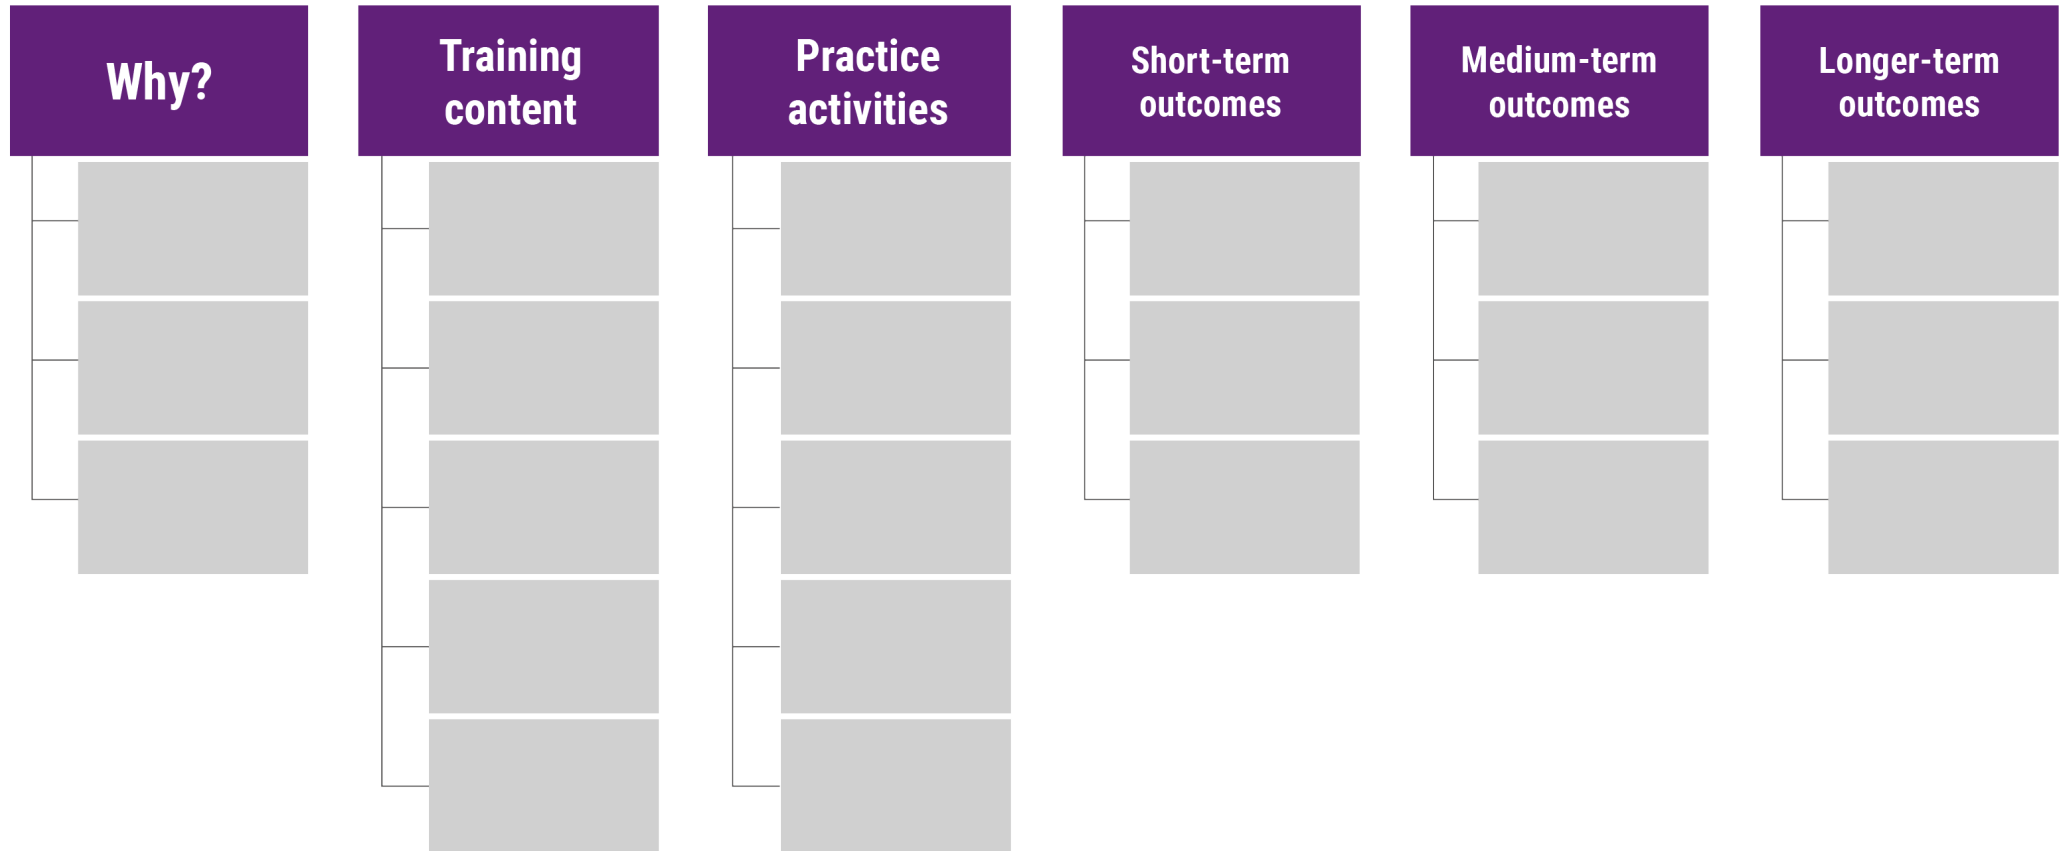 Why?
Training
content
Practice
activities
Short-term
outcomes
Medium-term
outcomes
Longer-term
outcomes